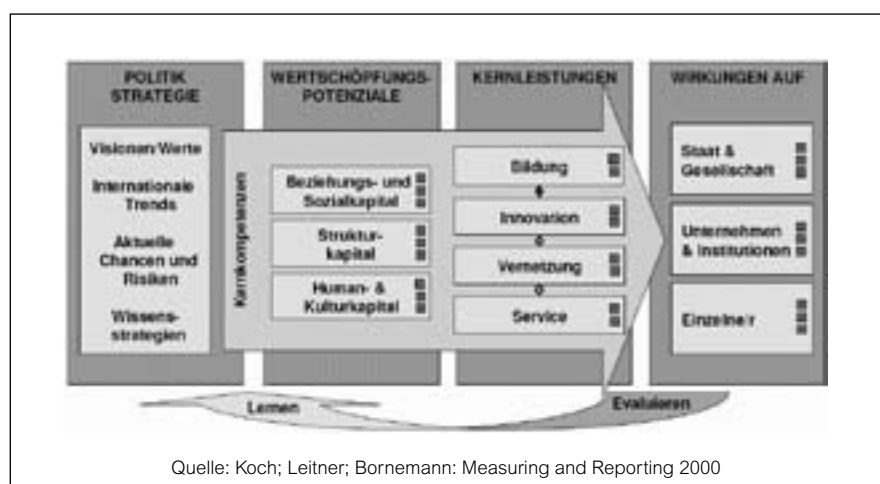 POLITIK
STRATEGIE
Visionen/Werte
Internationale
Trends
Aktuelle
Chancen und
Risiken
Wissens-
strategien
WERTSCHÖPFUNGS-
POTENZIALE
Kernkompetenzen
Beziehungs- und
Sozialkapital
Struktur-
kapital
Human- &
Kulturkapital
KERNLEISTUNGEN
Bildung
Innovation
Vernetzung
Service
WIRKUNGEN AUF
Staat &
Gesellschaft
Unternehmen
& Institutionen
Einzelne/r
Lernen
Evaluieren
Quelle: Koch; Leitner; Bornemann: Measuring and Reporting 2000